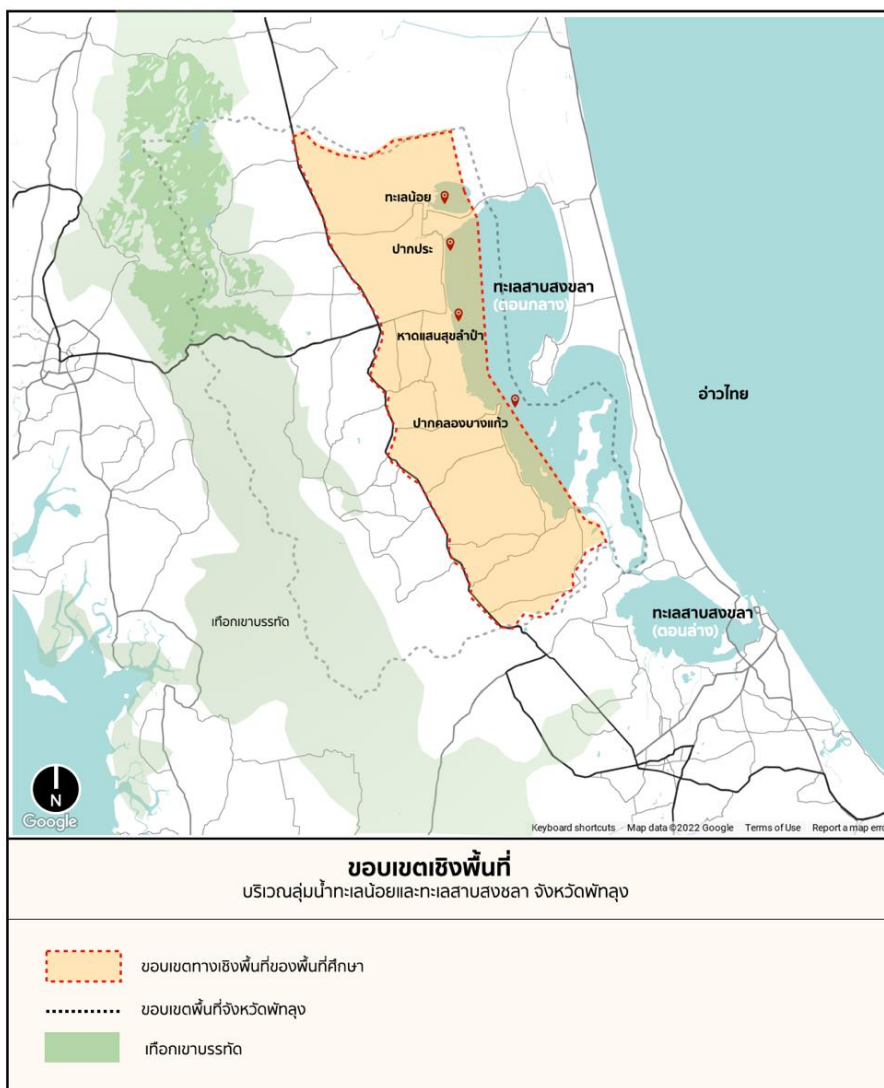 ทะเลน้อย
ปากประ
ทะเลสาบสงขลา
(ตอนกลาง)
หาดแสนสุขลำปำ
อ่าวไทย
ปากคลองบางแก้ว
ทะเลสาบสงขลา
(ตอนล่าง)
เทือกเขาบรรทัด
N
Google
Keyboard shortcuts Map data ©2022 Google Terms of Use Report a map erro
ขอบเขตเชิงพื้นที่
บริเวณลุ่มน้ำทะเลน้อยและทะเลสาบสงชลา จังหวัดพัทลุง
ขอบเขตทางเชิงพื้นที่ของพื้นที่ศึกษา
ขอบเขตพื้นที่จังหวัดพัทลุง
เทือกเขาบรรทัด